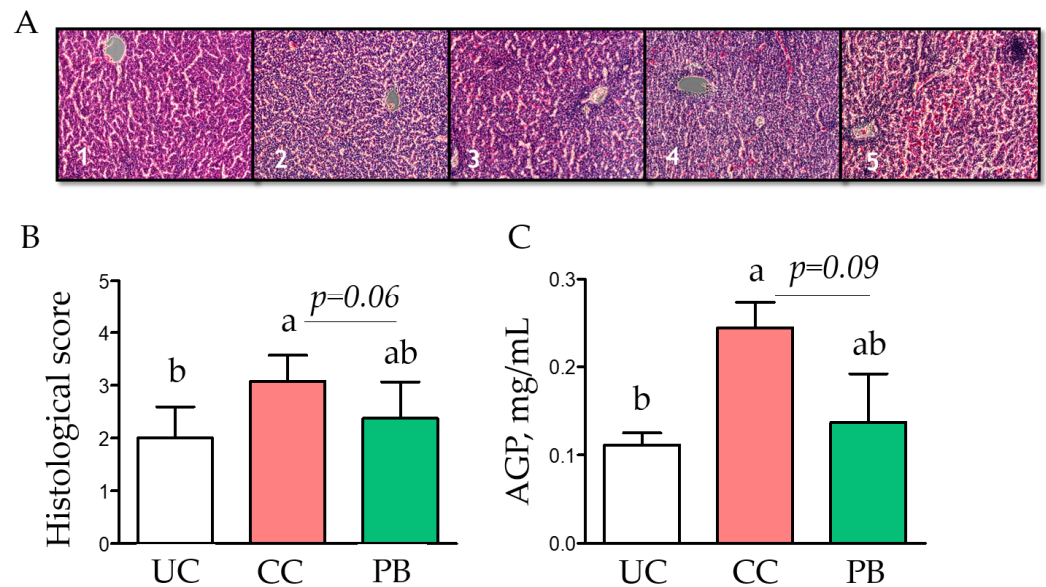 A
1 2 3 4 5
B
Histological score
5
4
3
2
1
0
b
a
ab
p=0.06
UC CC PB
C
AGP, mg/mL
0.3
0.2
0.1
0.0
b
a
ab
p=0.09
UC CC PB